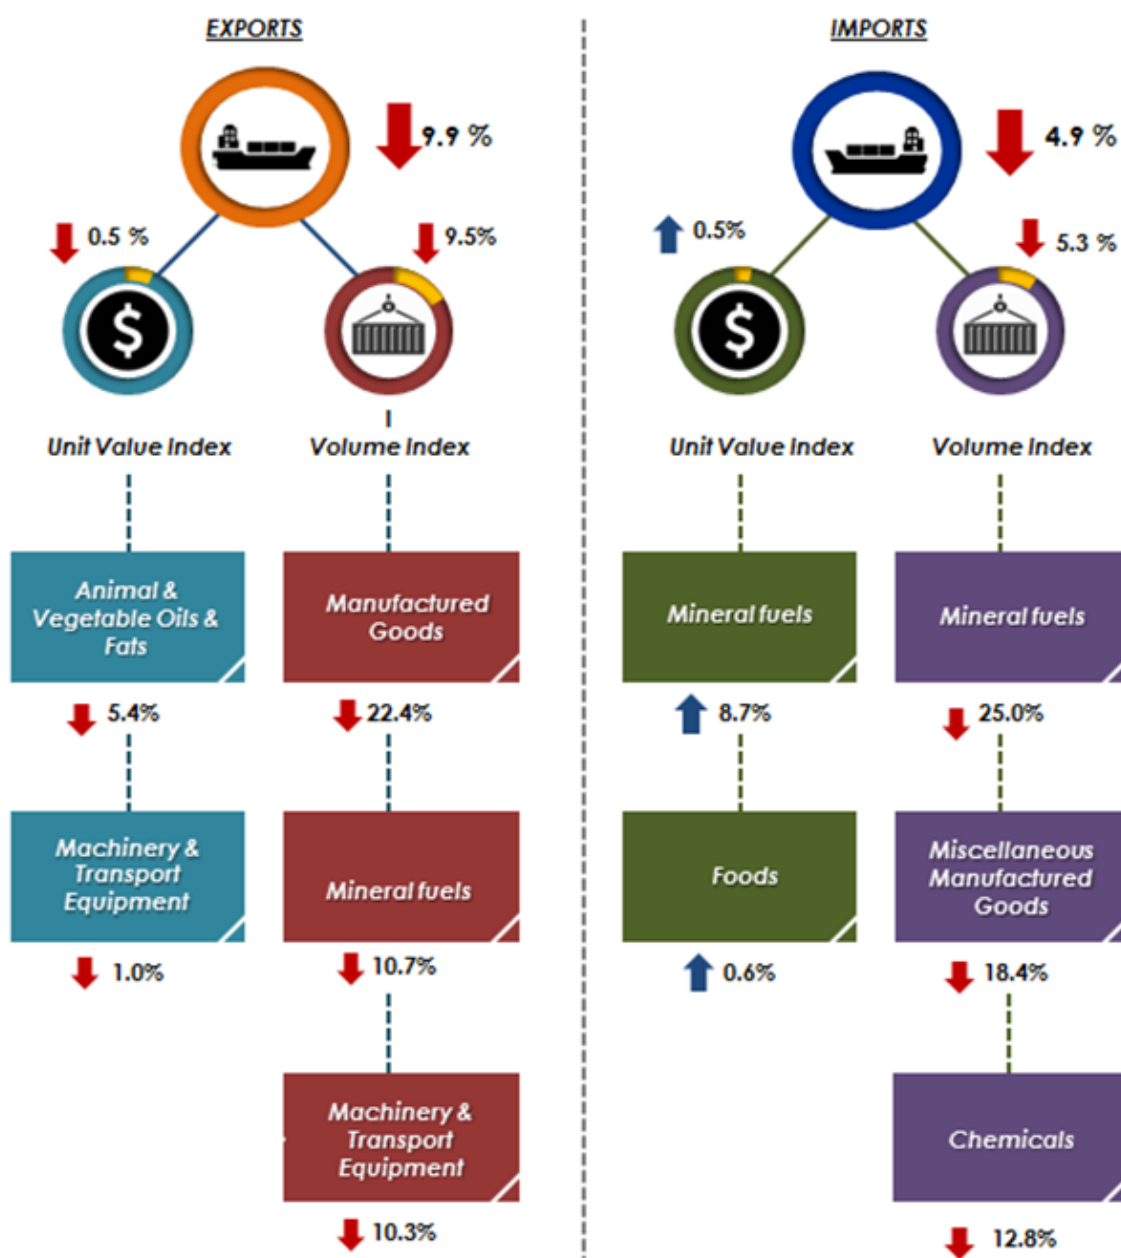 EXPORTS
9.9 %
0.5 %
9.5%
$
Unit Value Index
Volume Index
Animal &
Vegetable Oils &
Fats
5.4%
Manufactured
Goods
22.4%
Machinery &
Transport
Equipment
1.0%
Mineral fuels
10.7%
Machinery &
Transport
Equipment
10.3%
IMPORTS
4.9 %
0.5%
5.3 %
$
Unit Value Index
Volume Index
Mineral fuels
8.7%
Mineral fuels
25.0%
Foods
0.6%
Miscellaneous
Manufactured
Goods
18.4%
Chemicals
12.8%